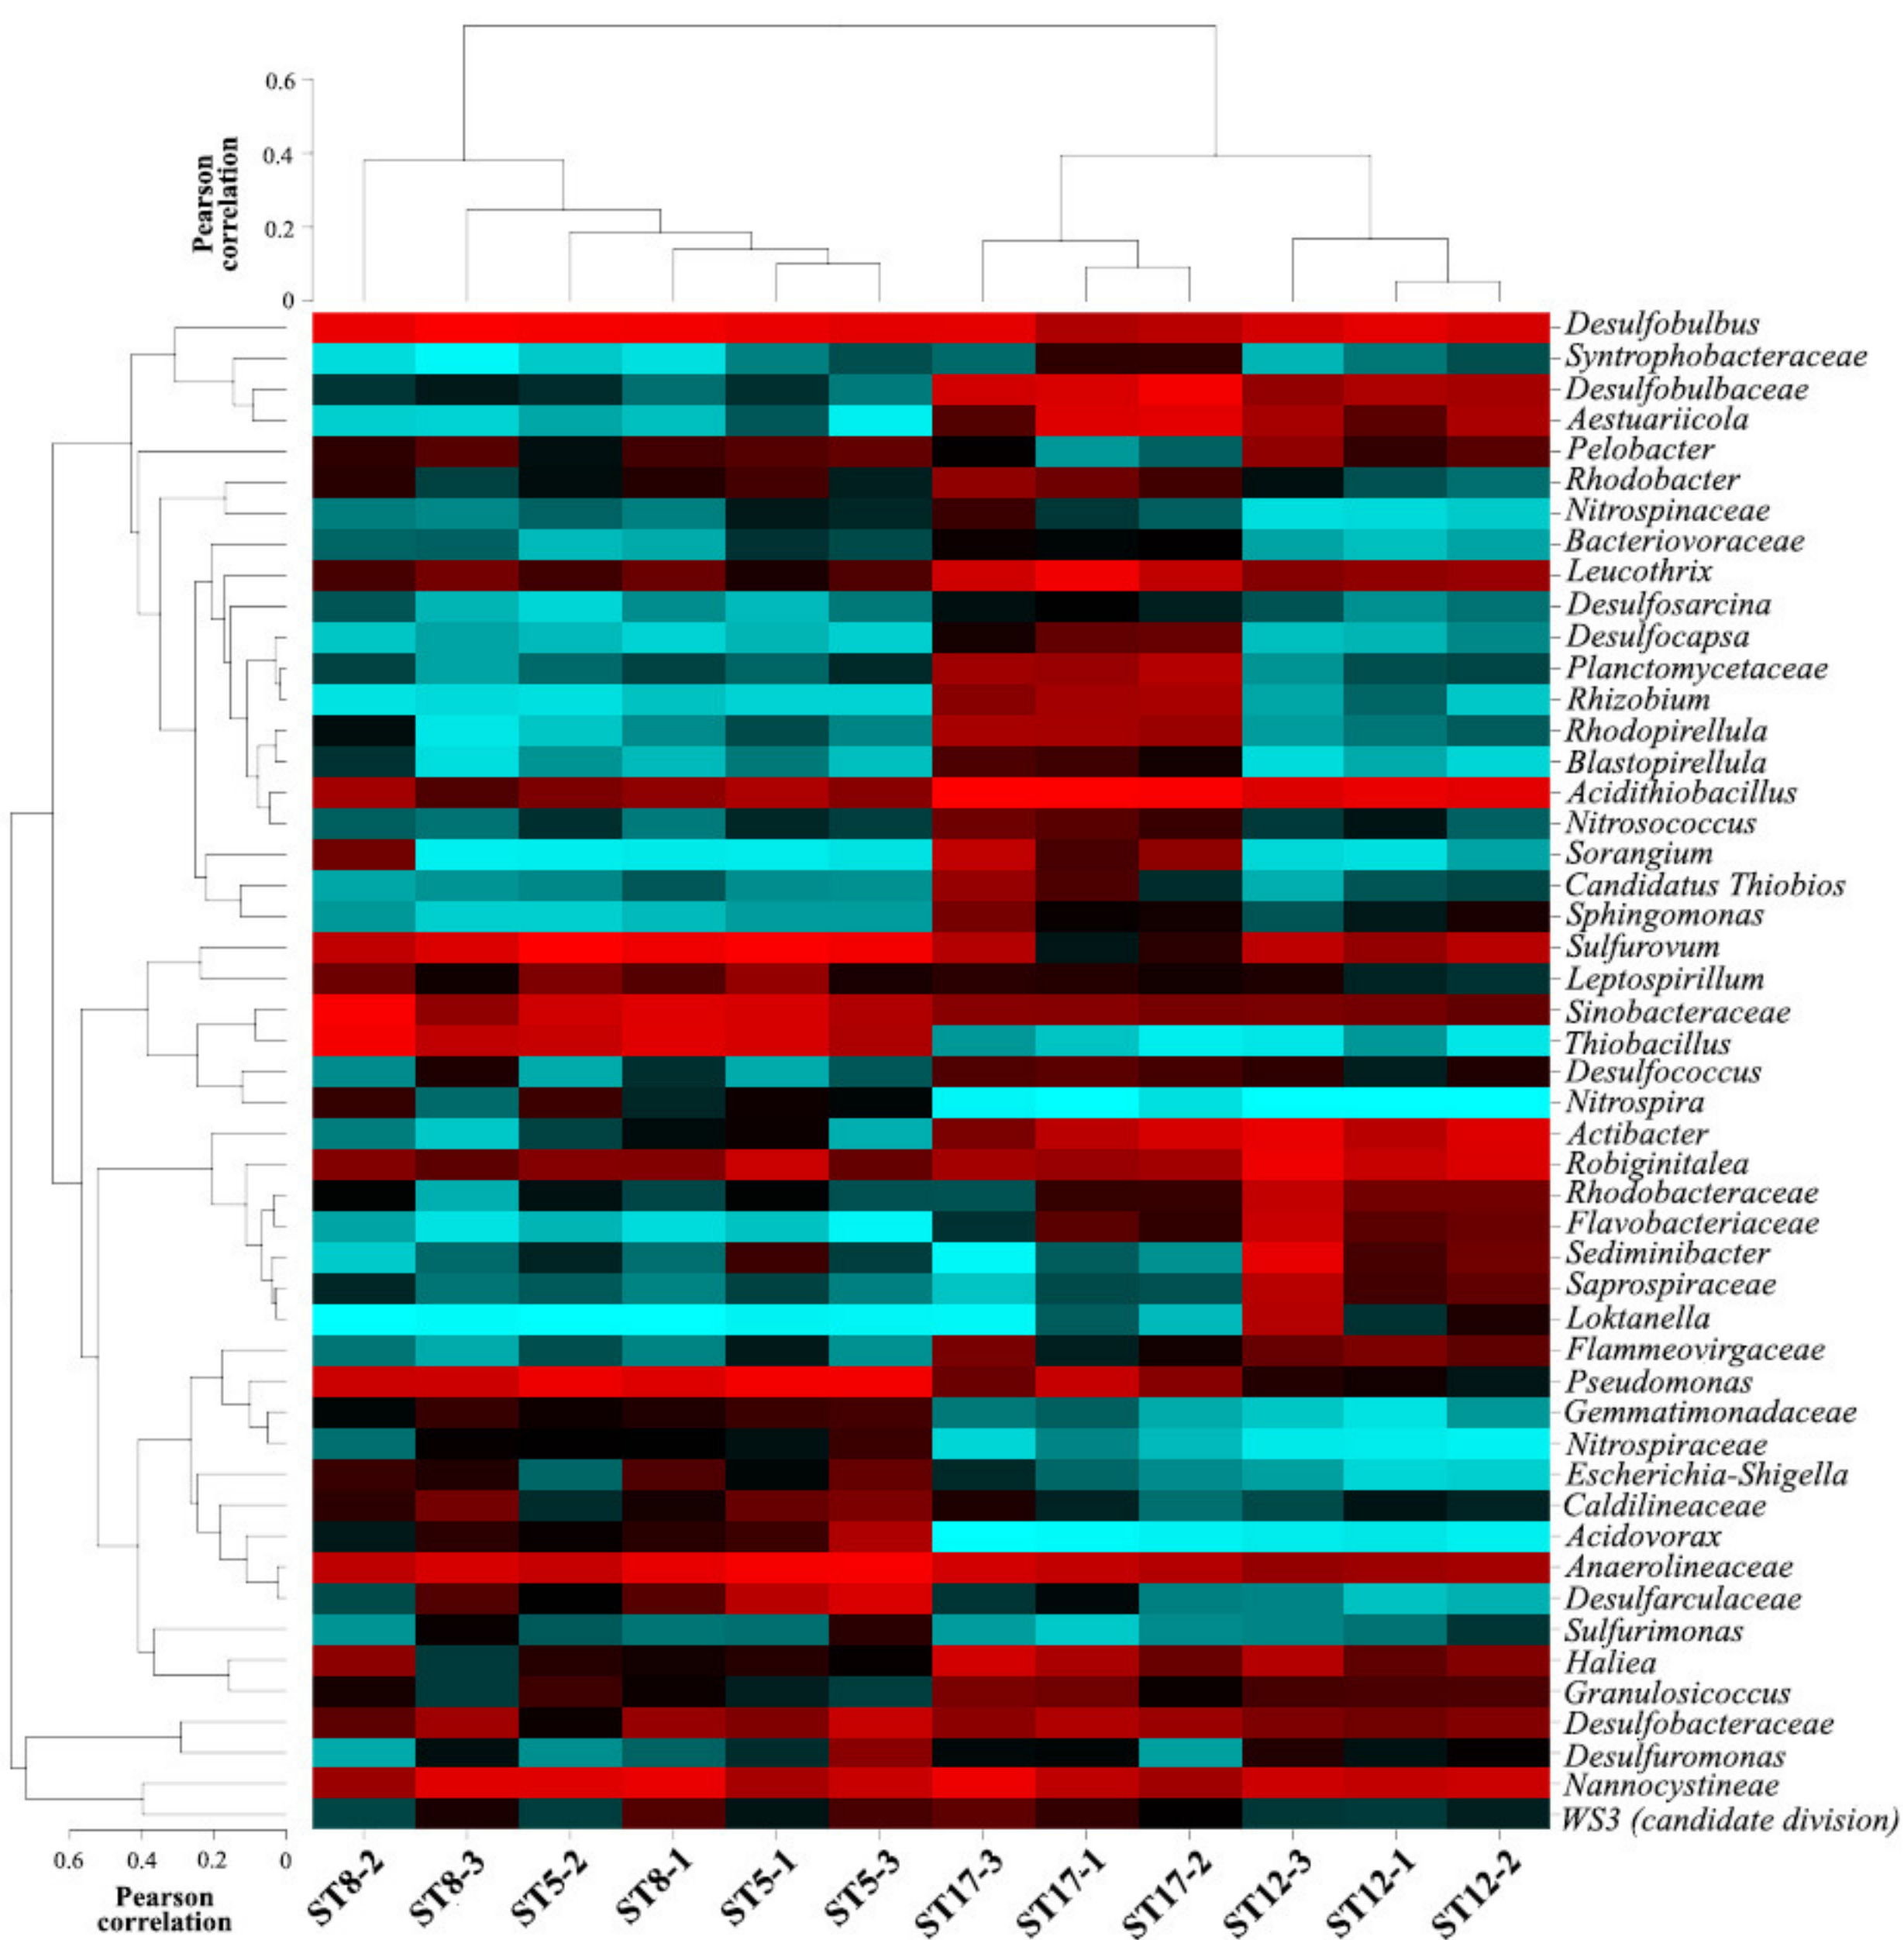 0.6
0.4
0.2
0
Pearson
correlation
Desulfobulbus
Syntrophobacteraceae
Desulfobulbaceae
Aestuariicola
Pelobacter
Rhodobacter
Nitrospinaceae
Bacteriovoraceae
Leucothrix
Desulfosarcina
Desulfocapsa
Planctomycetaceae
Rhizobium
Rhodopirellula
Blastopirellula
Acidithiobacillus
Nitrosococcus
Sorangium
Candidatus Thiobios
Sphingomonas
Sulfurovum
Leptospirillum
Sinobacteraceae
Thiobacillus
Desulfococcus
Nitrospira
Actibacter
Robiginitalea
Rhodobacteraceae
Flavobacteriaceae
Sediminibacter
Saprospiraceae
Loktanella
Flammeovirgaceae
Pseudomonas
Gemmatimonadaceae
Nitrospiraceae
Escherichia-Shigella
Caldilineaceae
Acidovorax
Anaerolineaceae
Desulfarculaceae
Sulfurimonas
Haliea
Granulosicoccus
Desulfobacteraceae
Desulfuromonas
Nannocystineae
WS3 (candidate division)
0.6 0.4 0.2 0
Pearson
correlation
ST8-2 ST8-3 ST5-2 ST8-1 ST5-1 ST5-3 ST17-3 ST17-1 ST17-2 ST12-3 ST12-1 ST12-2